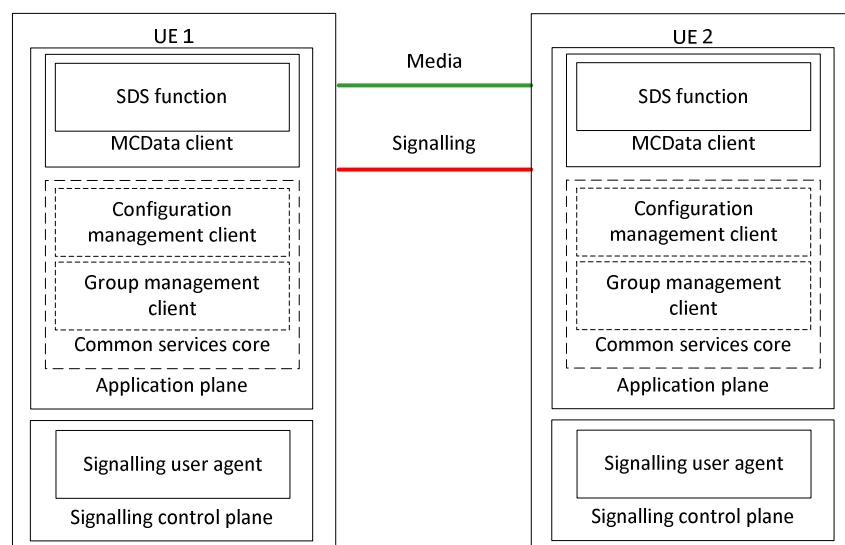 UE 1
SDS function
MCData client
Configuration
management client
Group management
client
Common services core
Application plane
Signalling user agent
Signalling control plane
Media
Signalling
UE 2
SDS function
MCData client
Configuration
management client
Group management
client
Common services core
Application plane
Signalling user agent
Signalling control plane